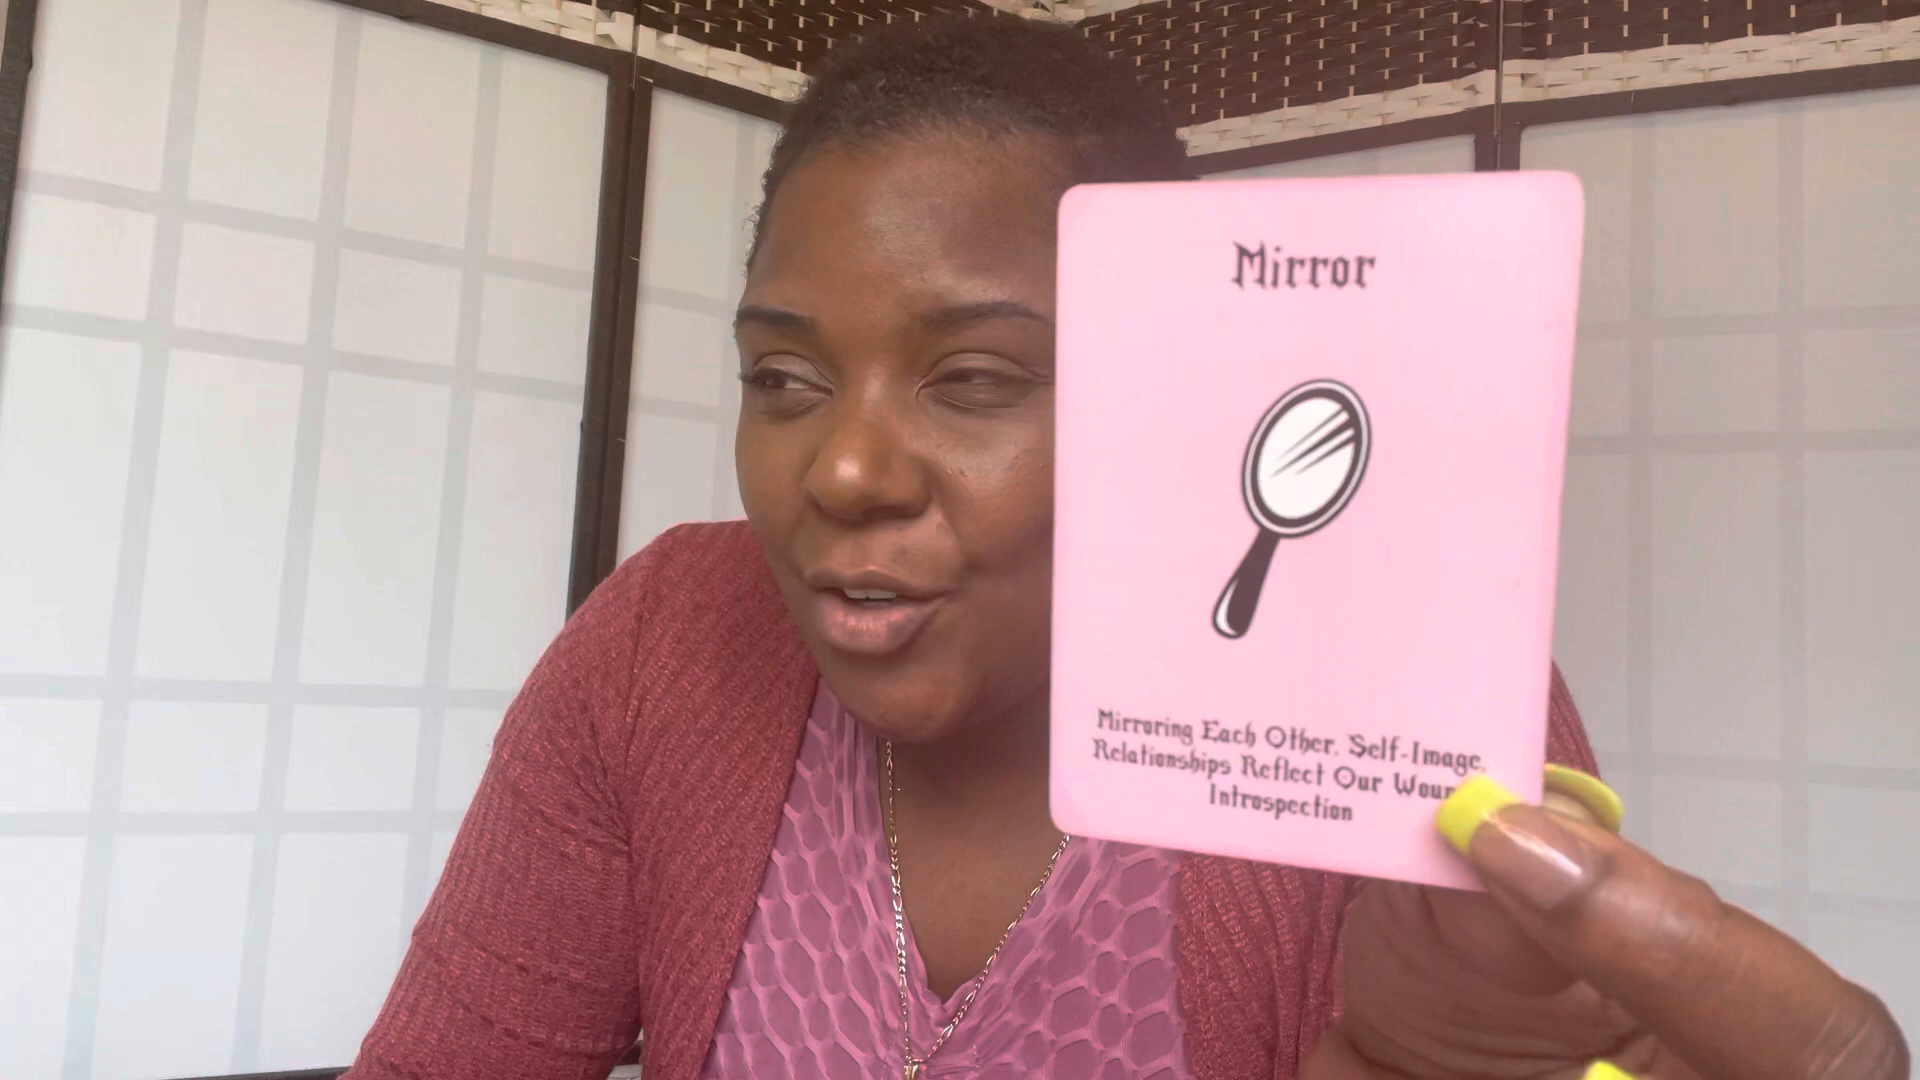 Mirror
Mirroring Each Other. Self-Image,
Relationships Reflect Our
Introspection